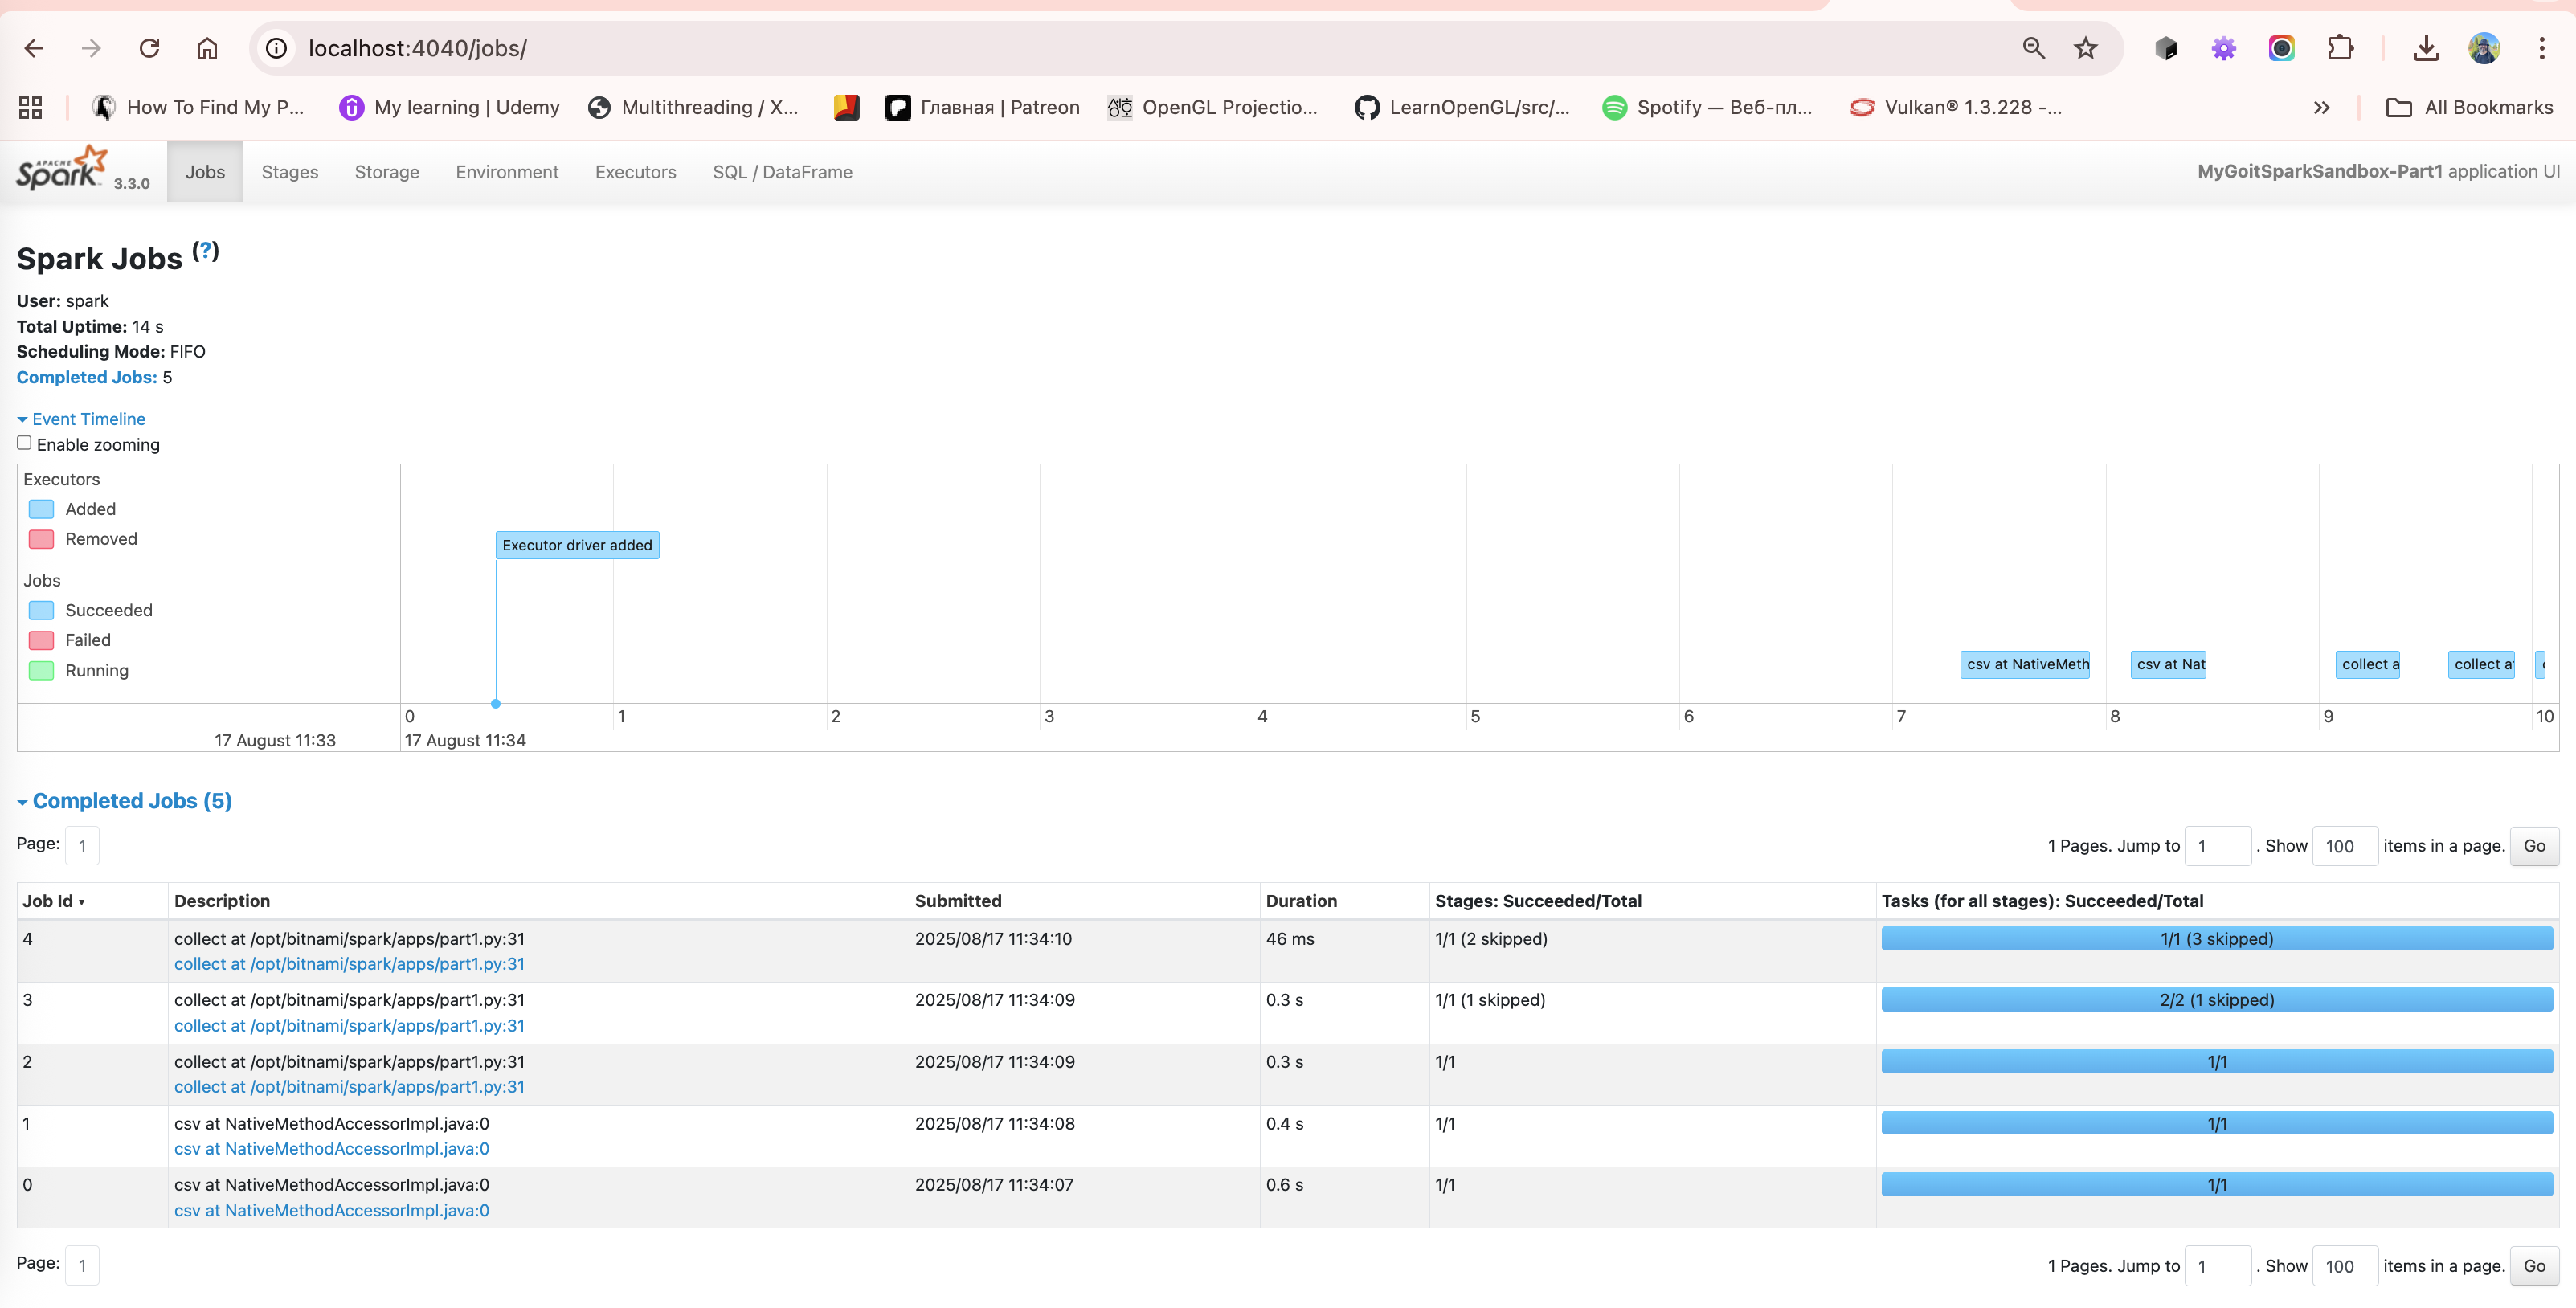 localhost:4040/jobs/
How To Find My P...
My learning | Udemy
Multithreading / X...
Главная | Patreon
OpenGL Projectio...
LearnOpenGL/src/...
Spotify — Веб-пл...
Vulkan® 1.3.228 -...
All Bookmarks
APACHE Spark 3.3.0
Jobs
Stages
Storage
Environment
Executors
SQL / DataFrame
MyGoitSparkSandbox-Part1 application UI
Spark Jobs (?)
User: spark
Total Uptime: 14 s
Scheduling Mode: FIFO
Completed Jobs: 5
Event Timeline
Enable zooming
Executors
Added
Removed
Executor driver added
Jobs
Succeeded
Failed
Running
csv at NativeMeth
csv at Nat
collect a
collect a
0 1 2 3 4 5 6 7 8 9 10
17 August 11:33
17 August 11:34
Completed Jobs (5)
Page: 1
1 Pages. Jump to 1 . Show 100 items in a page. Go
Job Id ▾ Description Submitted Duration Stages: Succeeded/Total Tasks (for all stages): Succeeded/Total
4 collect at /opt/bitnami/spark/apps/part1.py:31 2025/08/17 11:34:10 46 ms 1/1 (2 skipped) 1/1 (3 skipped)
collect at /opt/bitnami/spark/apps/part1.py:31
3 collect at /opt/bitnami/spark/apps/part1.py:31 2025/08/17 11:34:09 0.3 s 1/1 (1 skipped) 2/2 (1 skipped)
collect at /opt/bitnami/spark/apps/part1.py:31
2 collect at /opt/bitnami/spark/apps/part1.py:31 2025/08/17 11:34:09 0.3 s 1/1 1/1
collect at /opt/bitnami/spark/apps/part1.py:31
1 csv at NativeMethodAccessorImpl.java:0 2025/08/17 11:34:08 0.4 s 1/1 1/1
csv at NativeMethodAccessorImpl.java:0
0 csv at NativeMethodAccessorImpl.java:0 2025/08/17 11:34:07 0.6 s 1/1 1/1
csv at NativeMethodAccessorImpl.java:0
Page: 1
1 Pages. Jump to 1 . Show 100 items in a page. Go